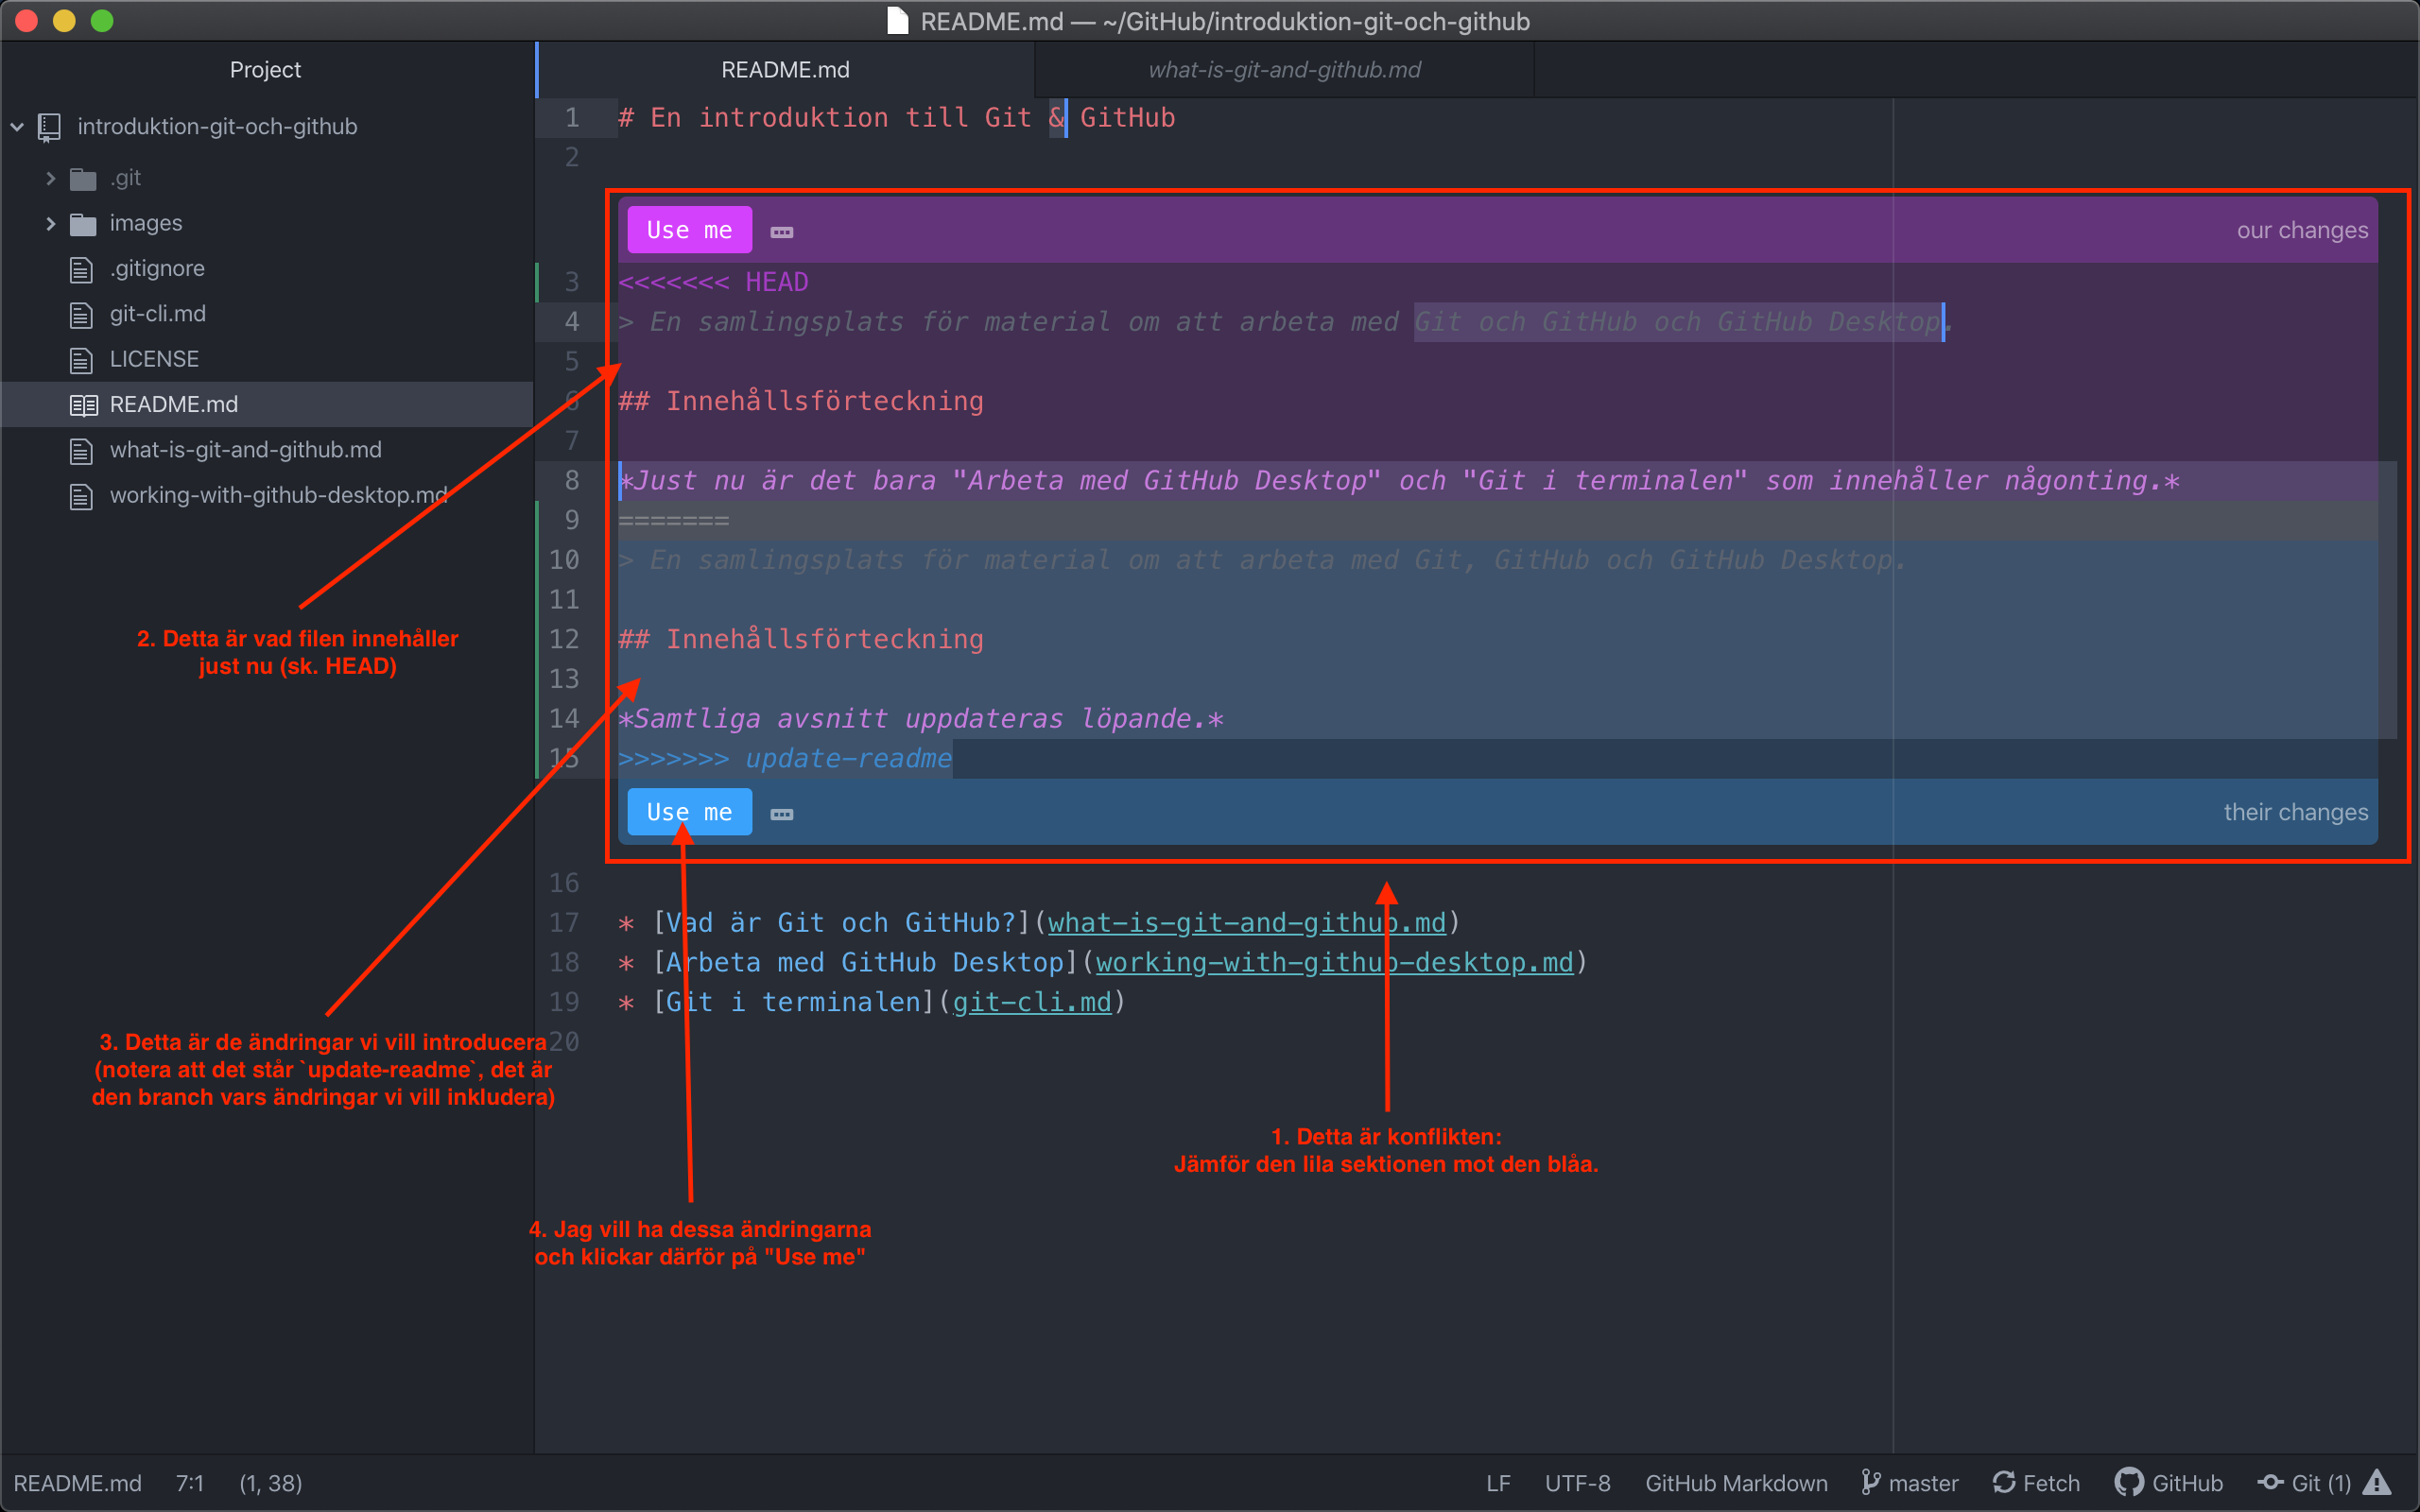 README.md — ~/GitHub/introduktion-git-och-github
Project
README.md
what-is-git-and-github.md
introduktion-git-och-github
.git
images
.gitignore
git-cli.md
LICENSE
README.md
what-is-git-and-github.md
working-with-github-desktop.md
1 # En introduktion till Git & GitHub
2
Use me
our changes
3 <<<<<<< HEAD
4 > En samlingsplats för material om att arbeta med Git och GitHub och GitHub Desktop.
5
6 ## Innehållsförteckning
7
8 *Just nu är det bara "Arbeta med GitHub Desktop" och "Git i terminalen" som innehåller någonting.*
9 =======
10 > En samlingsplats för material om att arbeta med Git, GitHub och GitHub Desktop.
11
12 ## Innehållsförteckning
13
14 *Samtliga avsnitt uppdateras löpande.*
15 >>>>>>> update-readme
Use me
their changes
16
17 * [Vad är Git och GitHub?](what-is-git-and-github.md)
18 * [Arbeta med GitHub Desktop](working-with-github-desktop.md)
19 * [Git i terminalen](git-cli.md)
20
2. Detta är vad filen innehåller
just nu (sk. HEAD)
3. Detta är de ändringar vi vill introducera
(notera att det står `update-readme`, det är
den branch vars ändringar vi vill inkludera)
1. Detta är konflikten:
Jämför den lila sektionen mot den blåa.
4. Jag vill ha dessa ändringarna
och klickar därför på "Use me"
README.md 7:1 (1, 38)
LF UTF-8 GitHub Markdown master Fetch GitHub Git (1)